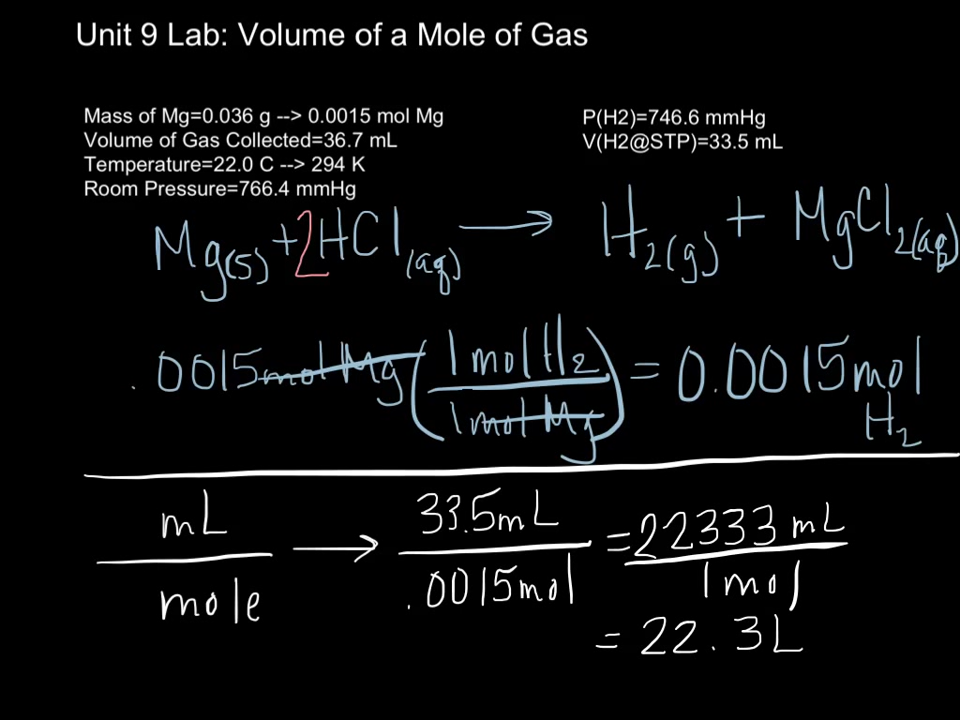 Unit 9 Lab: Volume of a Mole of Gas
Mass of Mg=0.036 g --> 0.0015 mol Mg
Volume of Gas Collected=36.7 mL
Temperature=22.0 C --> 294 K
Room Pressure=766.4 mmHg
P(H2)=746.6 mmHg
V(H2@STP)=33.5 mL
Mg(s) + 2HCl(aq) → H2(g) + MgCl2(aq)
.0015 mol Mg (1 mol H2 / 1 mol Mg) = 0.0015 mol H2
mL / mole → 33.5 mL / .0015 mol = 22333 mL / 1 mol
= 22.3 L